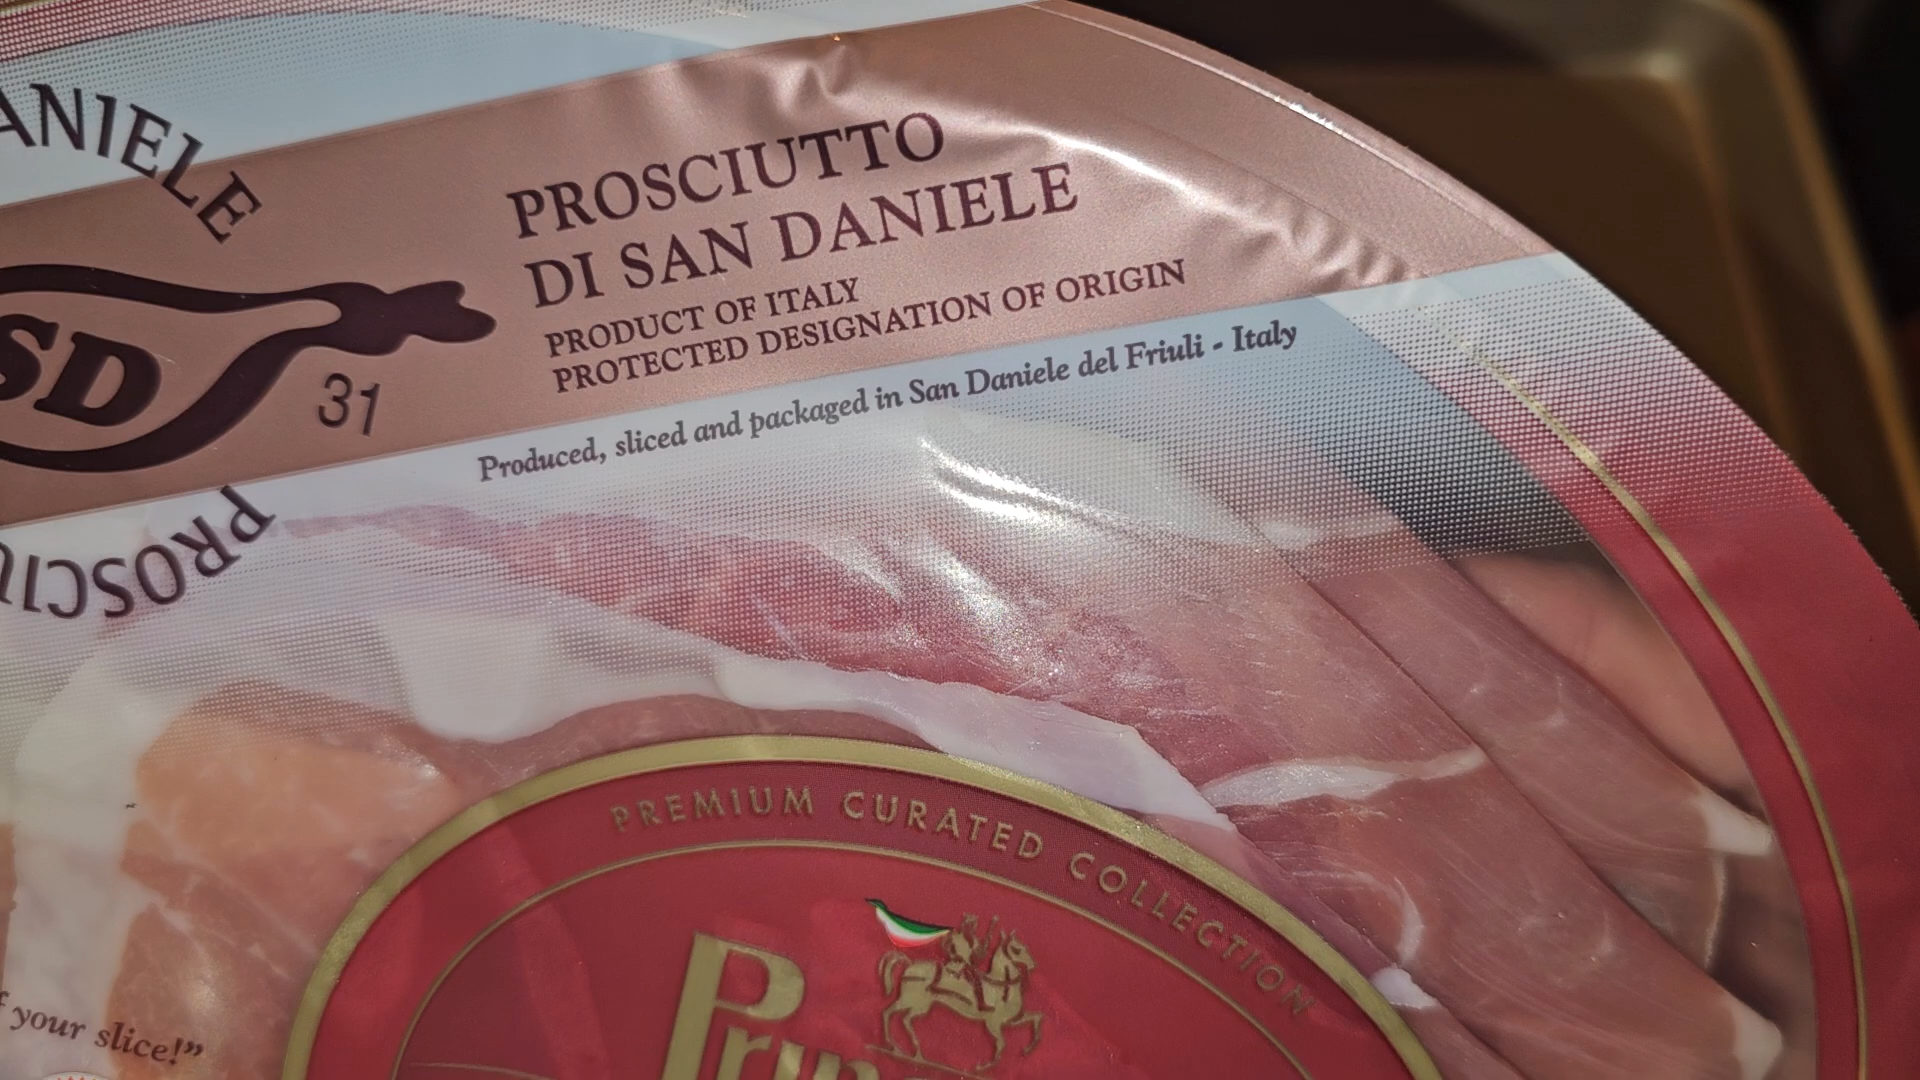 ANIELE
SD
31
PROSCIU
PROSCIUTTO
DI SAN DANIELE
PRODUCT OF ITALY
PROTECTED DESIGNATION OF ORIGIN
Produced, sliced and packaged in San Daniele del Friuli - Italy
PREMIUM CURATED COLLECTION
Prin
your slice!”